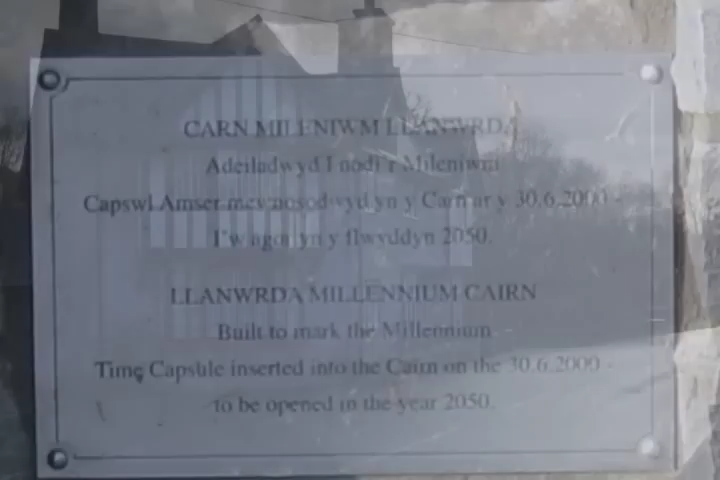 CARN MILENIWM LLANWRDA
Adeiladwyd I nodi'r Mileniwm
Capswl Amser mewnosodwyd yn y Carn ar y 30.6.2000 -
I'w agor yn y flwyddyn 2050.
LLANWRDA MILLENNIUM CAIRN
Built to mark the Millennium
Time Capsule inserted into the Cairn on the 30.6.2000 -
to be opened in the year 2050.